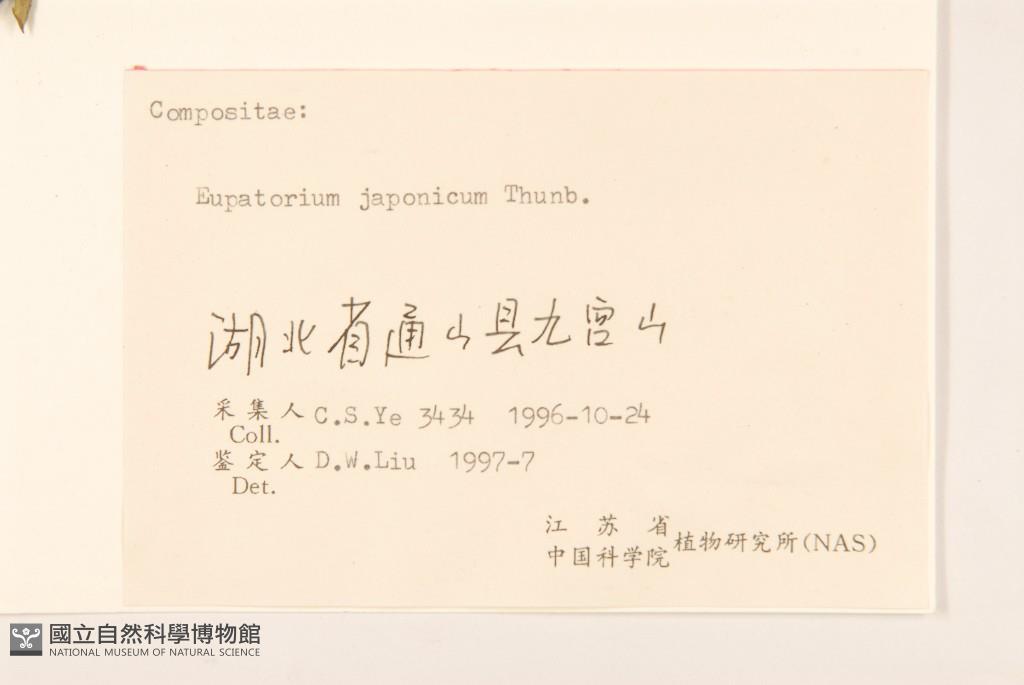 Compositae:
Eupatorium japonicum Thunb.
湖北省通山县九宫山
采集人 C.S.Ye 3434 1996-10-24
Coll.
鉴定人 D.W.Liu 1997-7
Det.
江苏省
中国科学院 植物研究所(NAS)
國立自然科學博物館
NATIONAL MUSEUM OF NATURAL SCIENCE